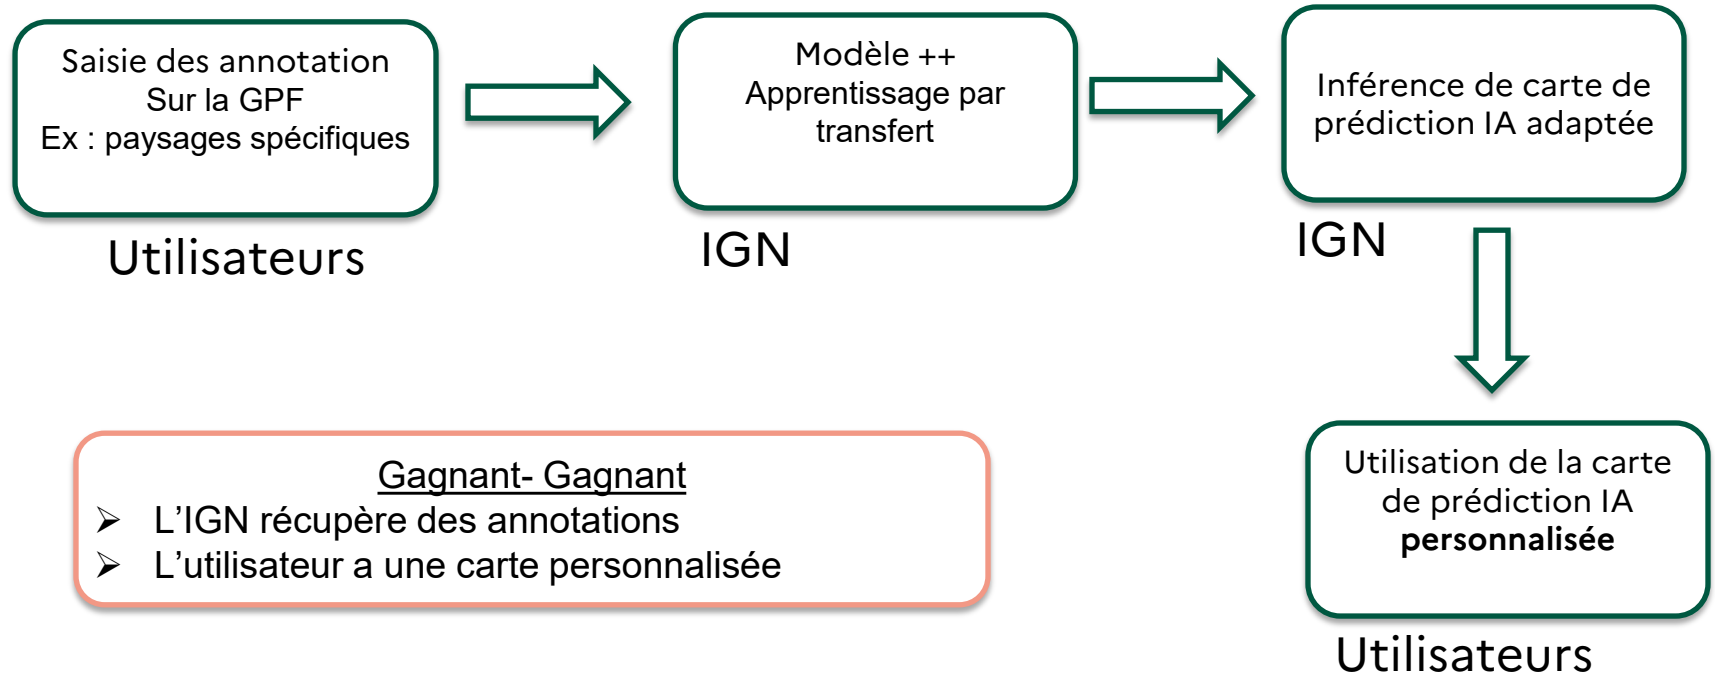 Saisie des annotation
Sur la GPF
Ex : paysages spécifiques
Utilisateurs
Modèle ++
Apprentissage par
transfert
IGN
Inférence de carte de
prédiction IA adaptée
IGN
Utilisation de la carte
de prédiction IA
personnalisée
Utilisateurs
Gagnant- Gagnant
➢ L’IGN récupère des annotations
➢ L’utilisateur a une carte personnalisée